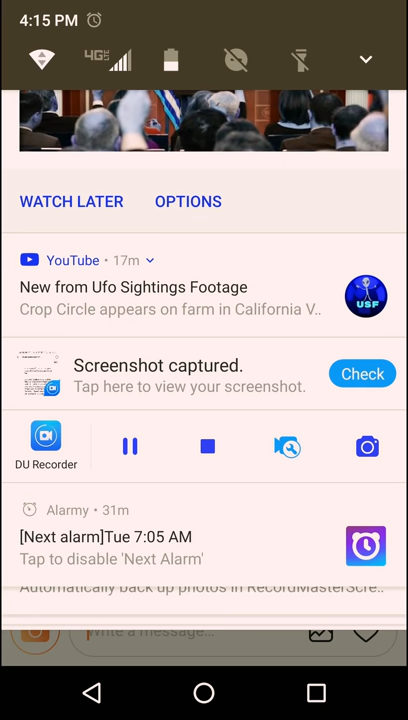 4:15 PM
4G LTE
WATCH LATER • OPTIONS
YouTube • 17m
New from Ufo Sightings Footage
Crop Circle appears on farm in California V..
USF
Screenshot captured.
Tap here to view your screenshot.
Check
DU Recorder
Alarmy • 31m
[Next alarm]Tue 7:05 AM
Tap to disable 'Next Alarm'
Automatically back up photos in RecordMasterScre..
Write a message...